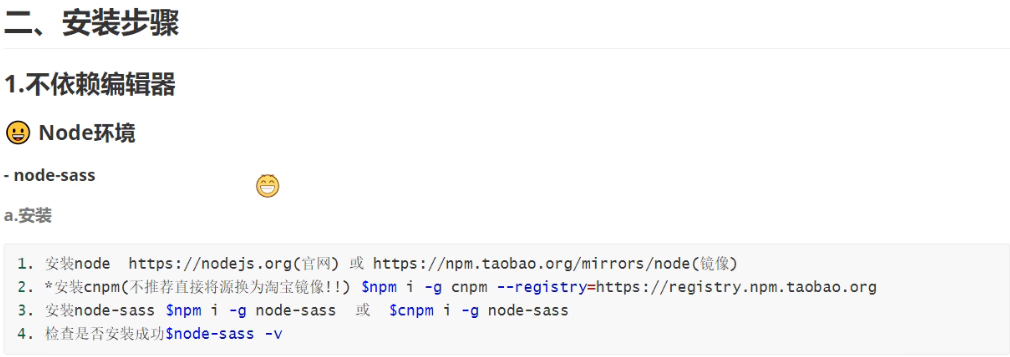 二、安装步骤
1.不依赖编辑器
😀 Node环境
- node-sass
a.安装
1. 安装node  https://nodejs.org(官网) 或 https://npm.taobao.org/mirrors/node(镜像)
2. *安装cnpm(不推荐直接将源换为淘宝镜像!!) $npm i -g cnpm --registry=https://registry.npm.taobao.org
3. 安装node-sass $npm i -g node-sass  或  $cnpm i -g node-sass
4. 检查是否安装成功$node-sass -v